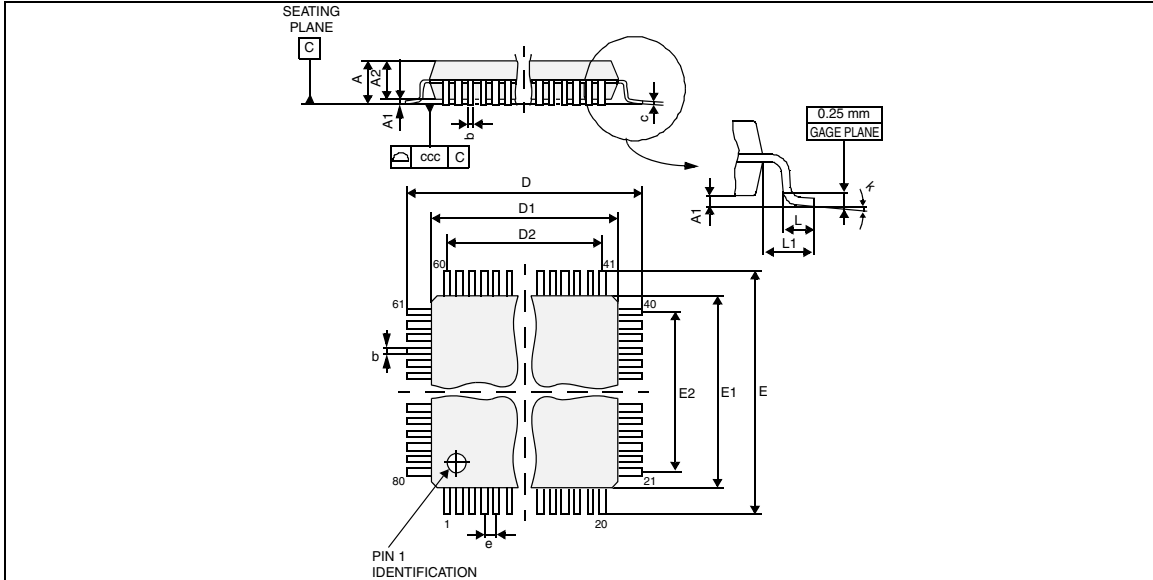 SEATING
PLANE
C
A
A2
A1
b
c
ccc C
0.25 mm
GAGE PLANE
A1
k
L
L1
D
D1
D2
60
41
61
40
b
E2
E1
E
80
21
1
20
e
PIN 1
IDENTIFICATION